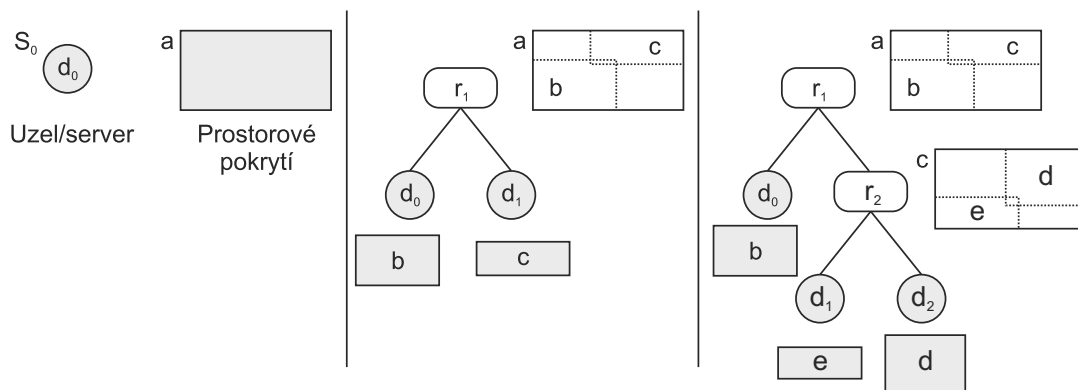 S₀
d₀
Uzel/server
a
Prostorové
pokrytí
a
c
b
r₁
d₀
d₁
b
c
a
c
b
r₁
c
d
e
d₀
r₂
b
d₁
d₂
e
d